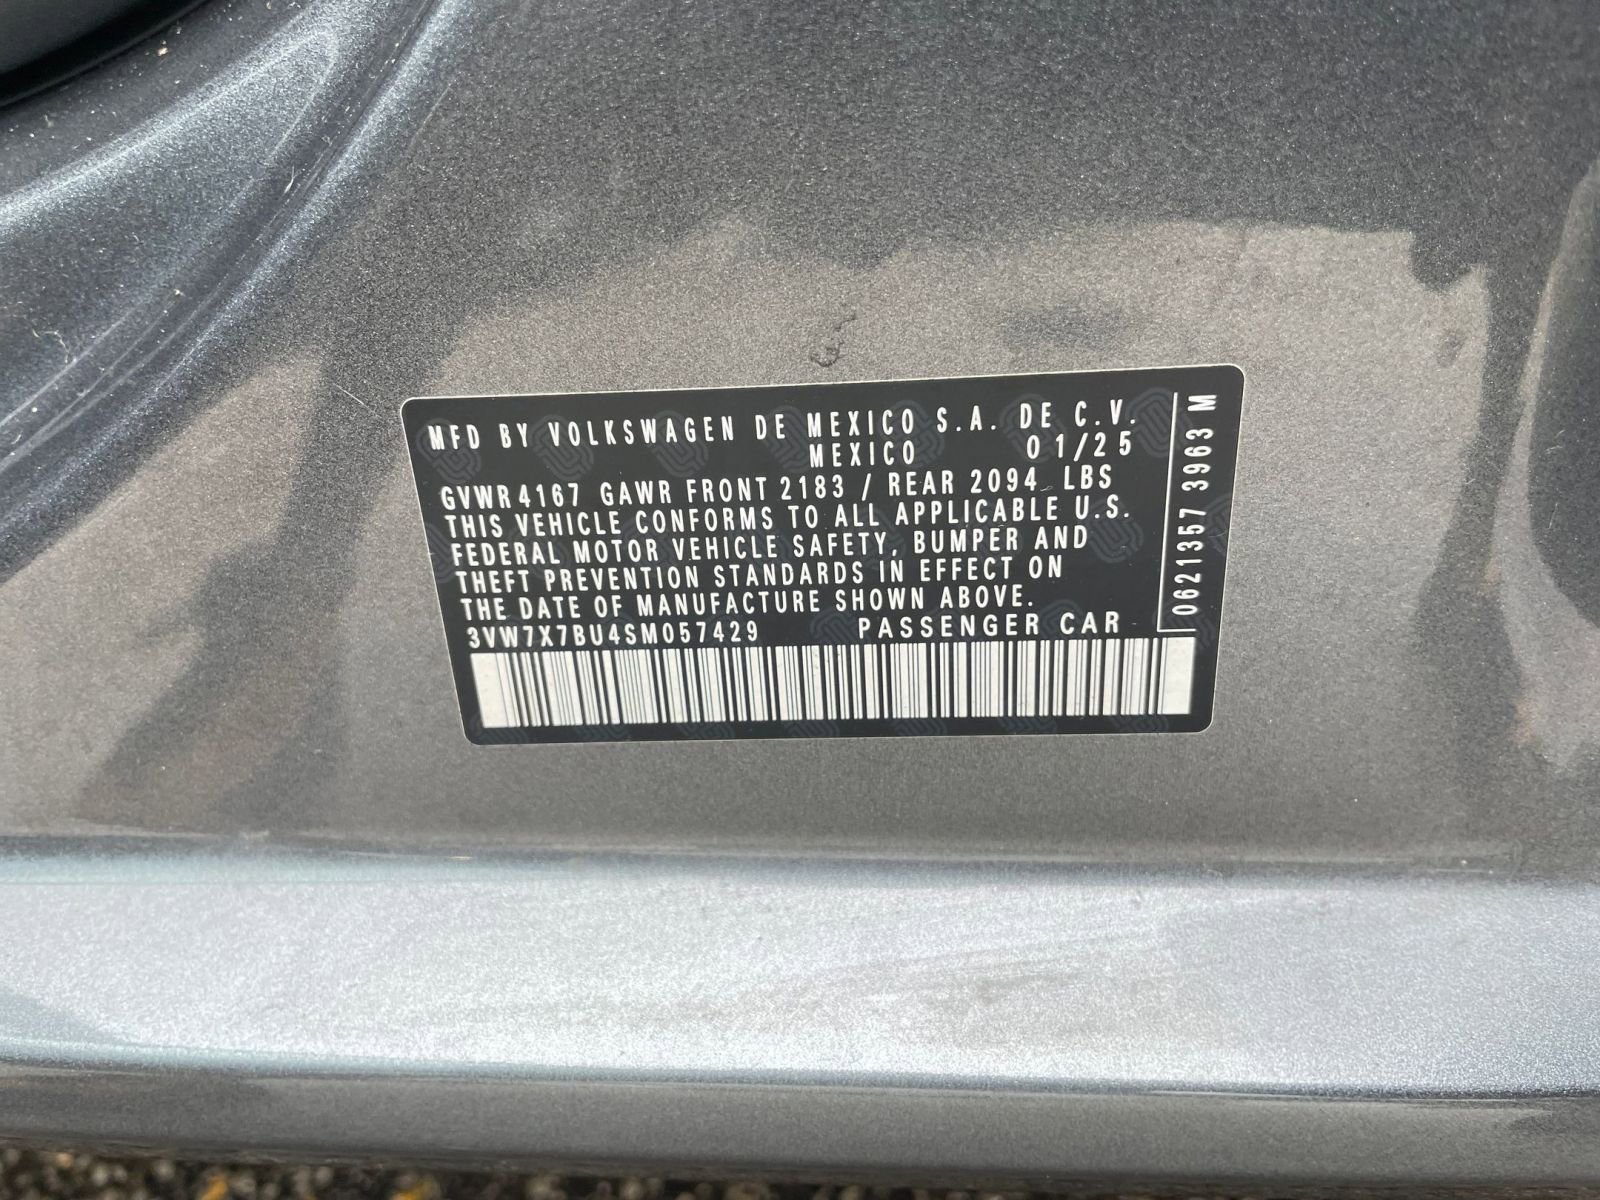 MFD BY VOLKSWAGEN DE MEXICO S.A. DE C.V.
MEXICO 01/25
GVWR 4167 GAWR FRONT 2183 / REAR 2094 LBS
THIS VEHICLE CONFORMS TO ALL APPLICABLE U.S.
FEDERAL MOTOR VEHICLE SAFETY, BUMPER AND
THEFT PREVENTION STANDARDS IN EFFECT ON
THE DATE OF MANUFACTURE SHOWN ABOVE.
3VW7X7BU4SM057429 PASSENGER CAR
0621357 3963 M